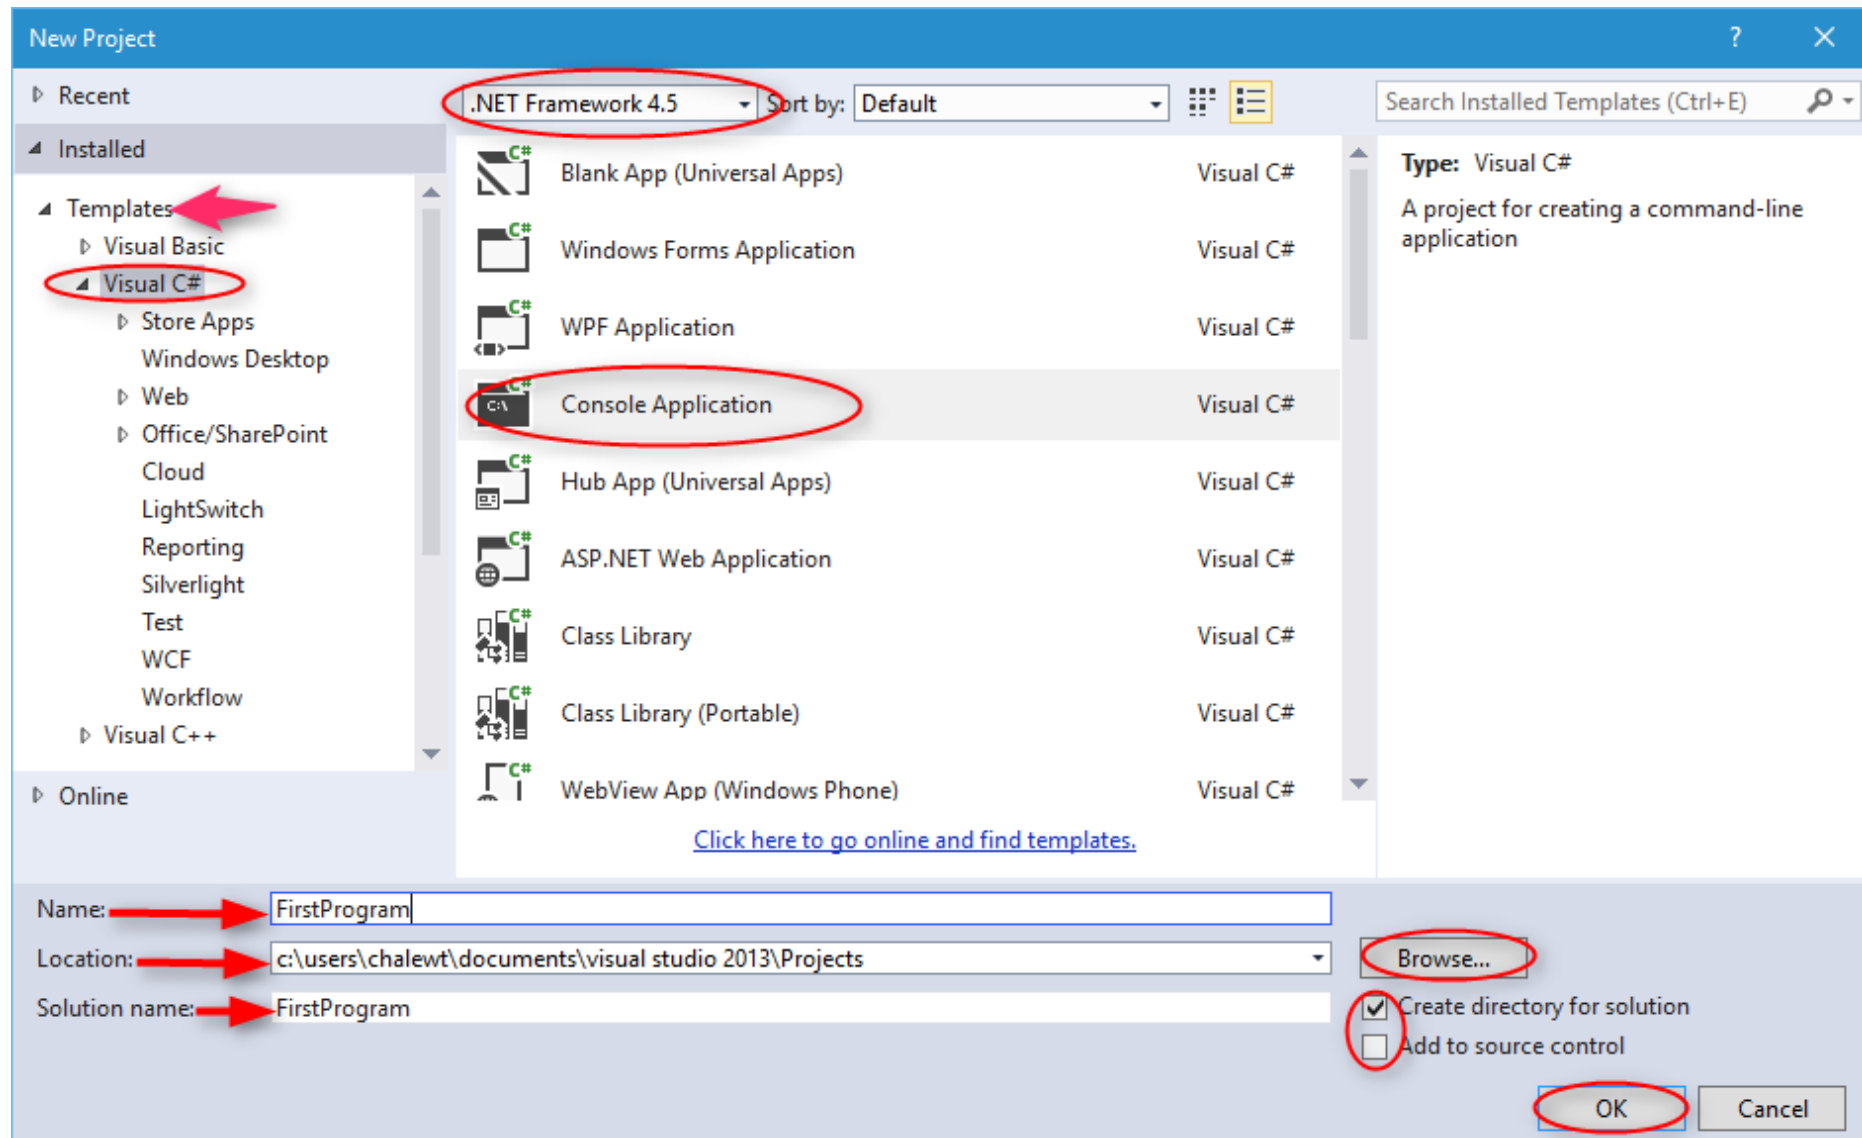 New Project
?
Recent
.NET Framework 4.5 Sort by: Default
Search Installed Templates (Ctrl+E)
Installed
Templates
Visual Basic
Visual C#
Store Apps
Windows Desktop
Web
Office/SharePoint
Cloud
LightSwitch
Reporting
Silverlight
Test
WCF
Workflow
Visual C++
Online
C# Blank App (Universal Apps) Visual C#
C# Windows Forms Application Visual C#
C# WPF Application Visual C#
C# C:\ Console Application Visual C#
C# Hub App (Universal Apps) Visual C#
C# ASP.NET Web Application Visual C#
C# Class Library Visual C#
C# Class Library (Portable) Visual C#
C# WebView App (Windows Phone) Visual C#
Click here to go online and find templates.
Type: Visual C#
A project for creating a command-line
application
Name: FirstProgram
Location: c:\users\chalewt\documents\visual studio 2013\Projects
Browse...
Solution name: FirstProgram
Create directory for solution
Add to source control
OK Cancel